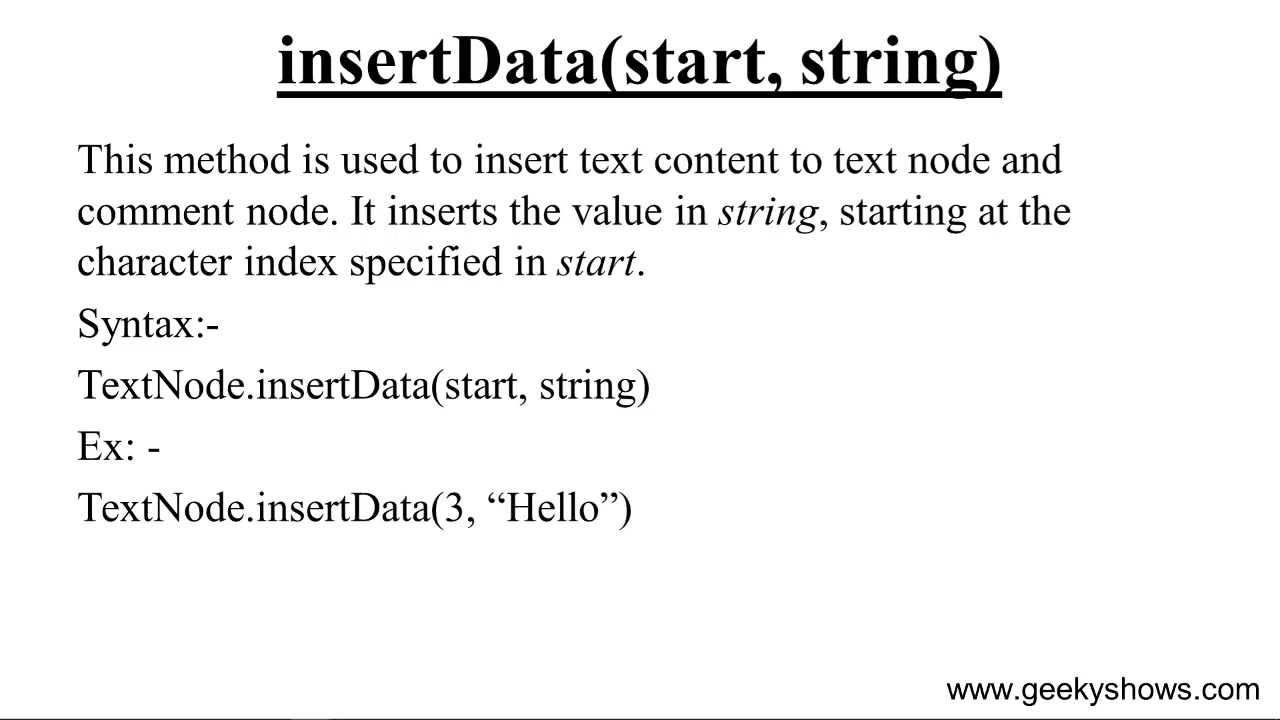 insertData(start, string)
This method is used to insert text content to text node and
comment node. It inserts the value in string, starting at the
character index specified in start.
Syntax:-
TextNode.insertData(start, string)
Ex: -
TextNode.insertData(3, “Hello”)
www.geekyshows.com